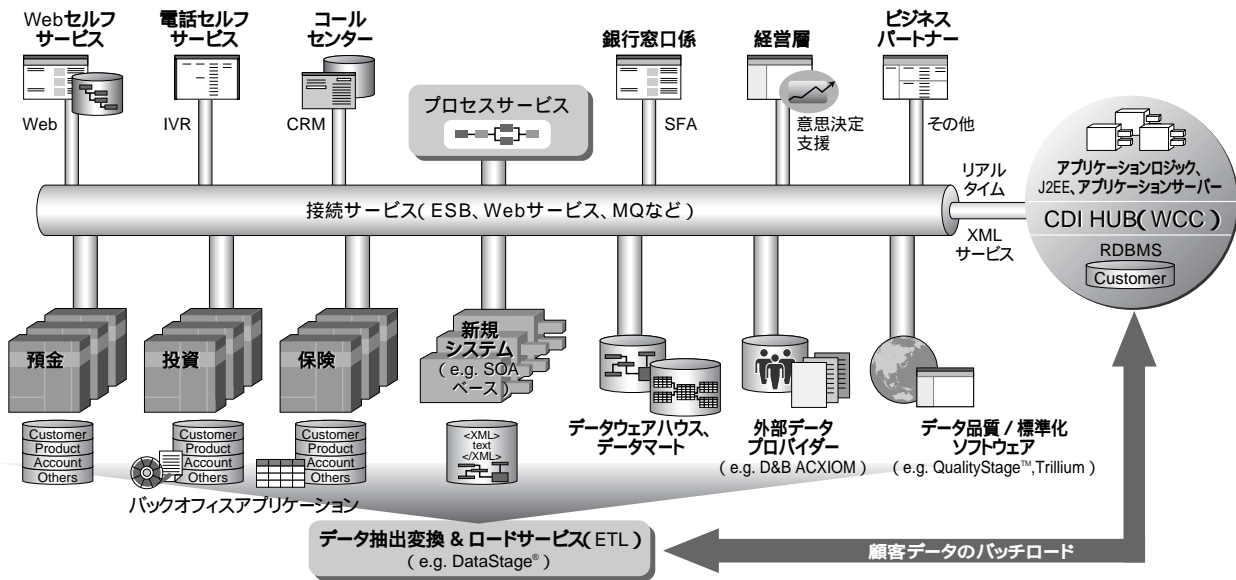 Webセルフ
サービス
電話セルフ
サービス
コール
センター
銀行窓口係
経営層
ビジネス
パートナー
Web
IVR
CRM
プロセスサービス
SFA
意思決定
支援
その他
リアル
タイム
アプリケーションロジック、
J2EE、アプリケーションサーバー
接続サービス(ESB、Webサービス、MQなど)
CDI HUB(WCC)
XML
サービス
RDBMS
Customer
預金
投資
保険
新規
システム
(e.g. SOA
ベース)
Customer
Product
Account
Others
Customer
Product
Account
Others
Customer
Product
Account
Others
<XML>
text
</XML>
データウェアハウス、
データマート
外部データ
プロバイダー
(e.g. D&B ACXIOM)
データ品質 / 標準化
ソフトウェア
(e.g. QualityStage™,Trillium)
バックオフィスアプリケーション
データ抽出変換 & ロードサービス(ETL)
(e.g. DataStage®)
顧客データのバッチロード